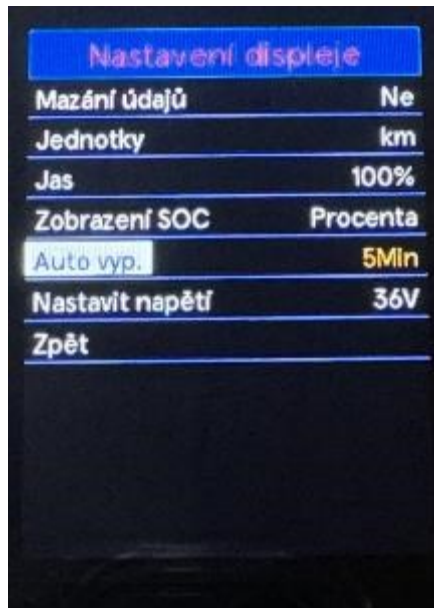 Nastavení displeje
Mazání údajů Ne
Jednotky km
Jas 100%
Zobrazení SOC Procenta
Auto vyp. 5Min
Nastavit napětí 36V
Zpět